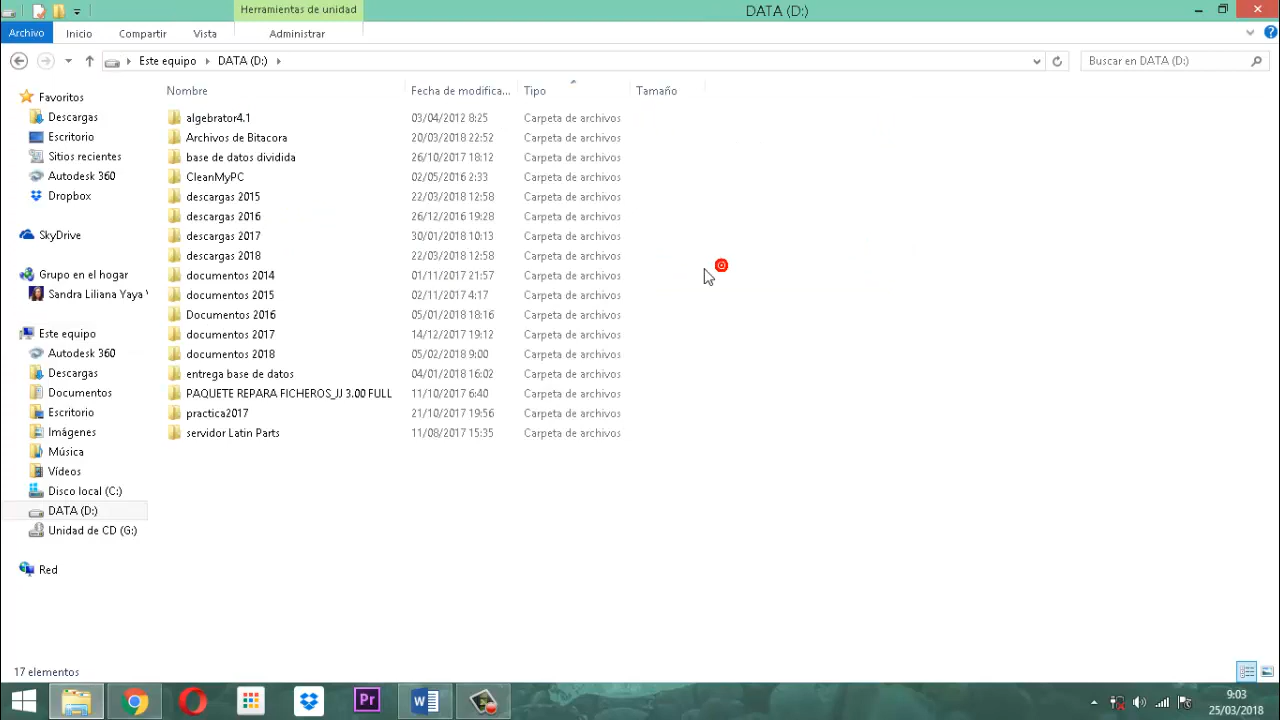 Herramientas de unidad
DATA (D:)
Archivo Inicio Compartir Vista Administrar
Este equipo DATA (D:) Buscar en DATA (D:)
Nombre Fecha de modifica... Tipo Tamaño
Favoritos
Descargas
Escritorio
Sitios recientes
Autodesk 360
Dropbox
SkyDrive
Grupo en el hogar
Sandra Liliana Yaya
Este equipo
Autodesk 360
Descargas
Documentos
Escritorio
Imágenes
Música
Vídeos
Disco local (C:)
DATA (D:)
Unidad de CD (G:)
Red
algebrator4.1 03/04/2012 8:25 Carpeta de archivos
Archivos de Bitacora 20/03/2018 22:52 Carpeta de archivos
base de datos dividida 26/10/2017 18:12 Carpeta de archivos
CleanMyPC 02/05/2016 2:33 Carpeta de archivos
descargas 2015 22/03/2018 12:58 Carpeta de archivos
descargas 2016 26/12/2016 19:28 Carpeta de archivos
descargas 2017 30/01/2018 10:13 Carpeta de archivos
descargas 2018 22/03/2018 12:58 Carpeta de archivos
documentos 2014 01/11/2017 21:57 Carpeta de archivos
documentos 2015 02/11/2017 4:17 Carpeta de archivos
Documentos 2016 05/01/2018 18:16 Carpeta de archivos
documentos 2017 14/12/2017 19:12 Carpeta de archivos
documentos 2018 05/02/2018 9:00 Carpeta de archivos
entrega base de datos 04/01/2018 16:02 Carpeta de archivos
PAQUETE REPARA FICHEROS_JJ 3.00 FULL 11/10/2017 6:40 Carpeta de archivos
practica2017 21/10/2017 19:56 Carpeta de archivos
servidor Latin Parts 11/08/2017 15:35 Carpeta de archivos
17 elementos
Pr
9:03
25/03/2018